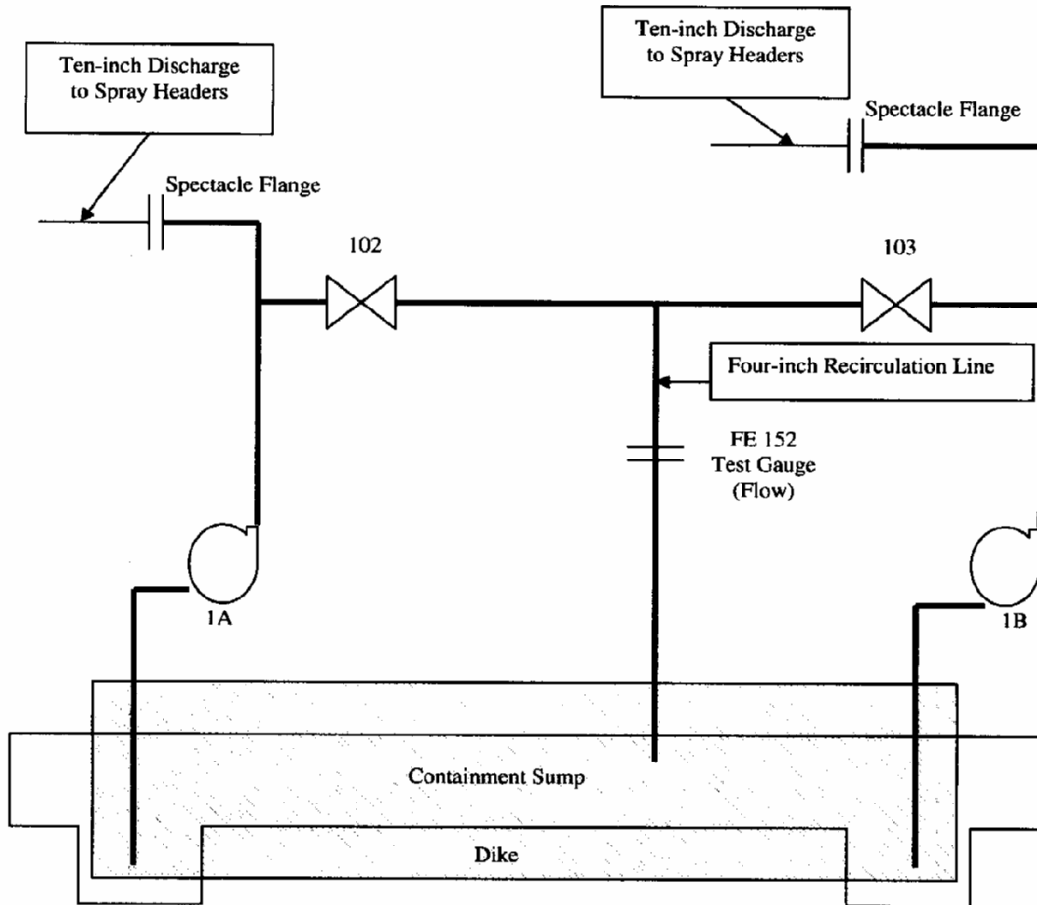 Ten-inch Discharge
to Spray Headers
Ten-inch Discharge
to Spray Headers
Spectacle Flange
Spectacle Flange
102
103
Four-inch Recirculation Line
FE 152
Test Gauge
(Flow)
1A
1B
Containment Sump
Dike